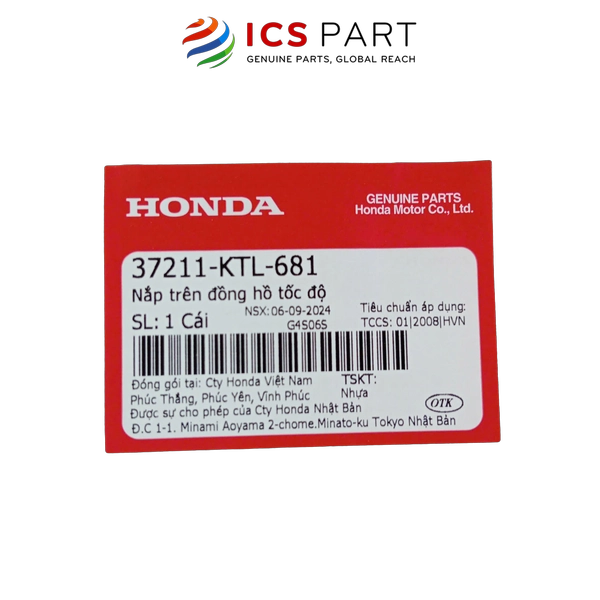 ICS PART
GENUINE PARTS, GLOBAL REACH
HONDA
GENUINE PARTS
Honda Motor Co., Ltd.
37211-KTL-681
Nắp trên đồng hồ tốc độ
SL: 1 Cái
NSX:06-09-2024
G4S06S
Tiêu chuẩn áp dụng:
TCCS: 01|2008|HVN
Đóng gói tại: Cty Honda Việt Nam
Phúc Thắng, Phúc Yên, Vĩnh Phúc
TSKT:
Nhựa
Được sự cho phép của Cty Honda Nhật Bản
OTK
Đ.C 1-1. Minami Aoyama 2-chome.Minato-ku Tokyo Nhật Bản